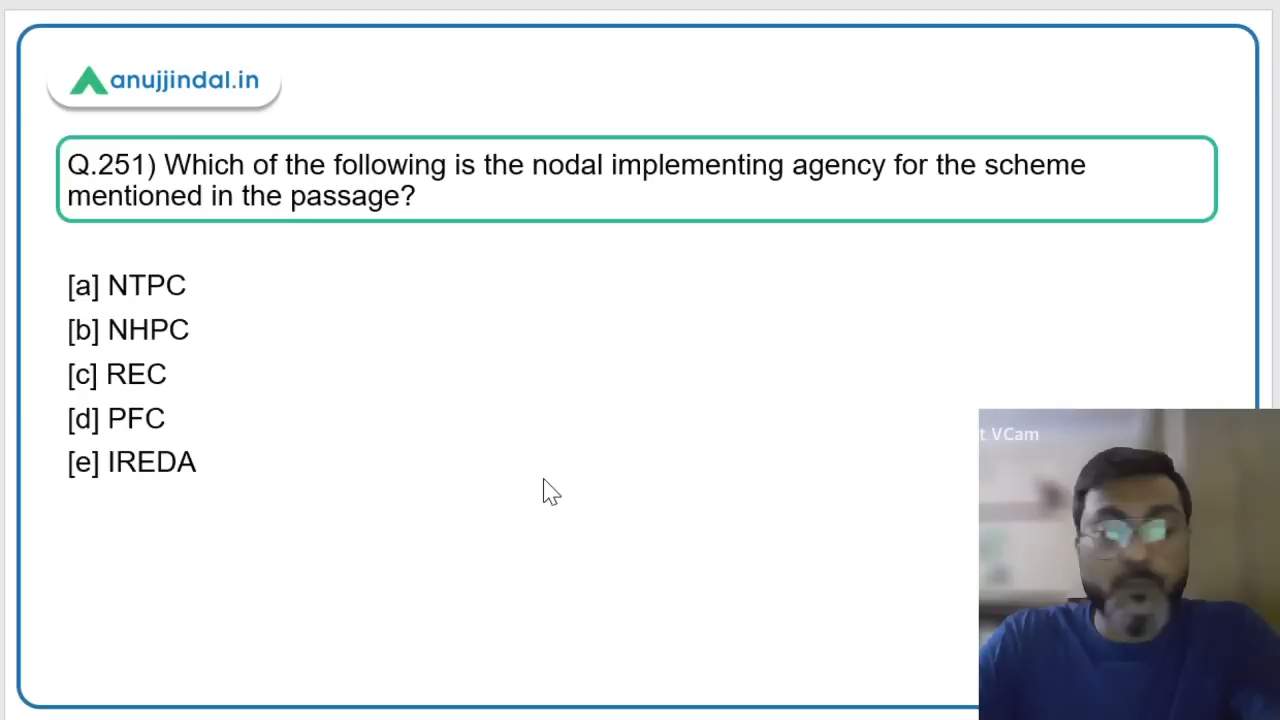 anujjindal.in
Q.251) Which of the following is the nodal implementing agency for the scheme
mentioned in the passage?
[a] NTPC
[b] NHPC
[c] REC
[d] PFC
[e] IREDA
t VCam